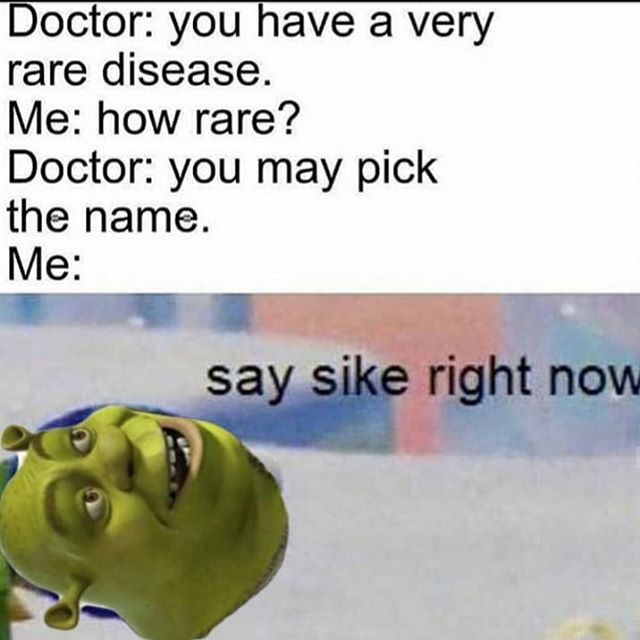 Doctor: you have a very
rare disease.
Me: how rare?
Doctor: you may pick
the name.
Me:
say sike right now